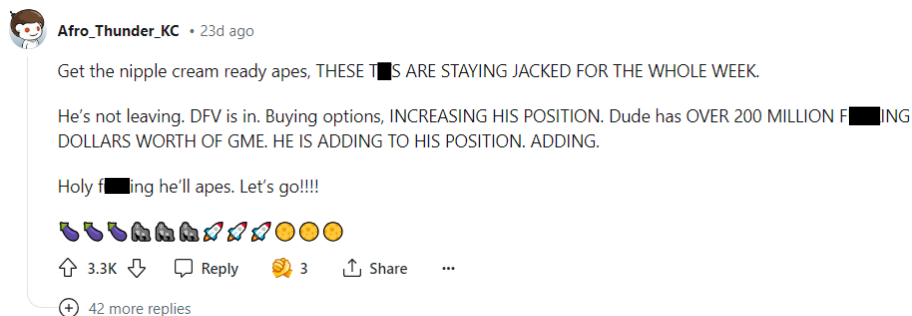 Afro_Thunder_KC • 23d ago
Get the nipple cream ready apes, THESE T██S ARE STAYING JACKED FOR THE WHOLE WEEK.
He's not leaving. DFV is in. Buying options, INCREASING HIS POSITION. Dude has OVER 200 MILLION F██ING
DOLLARS WORTH OF GME. HE IS ADDING TO HIS POSITION. ADDING.
Holy f██ing he'll apes. Let's go!!!!
🍆🍆🍆🦍🦍🦍🚀🚀🚀🌕🌕🌕
3.3K Reply 3 Share ···
42 more replies